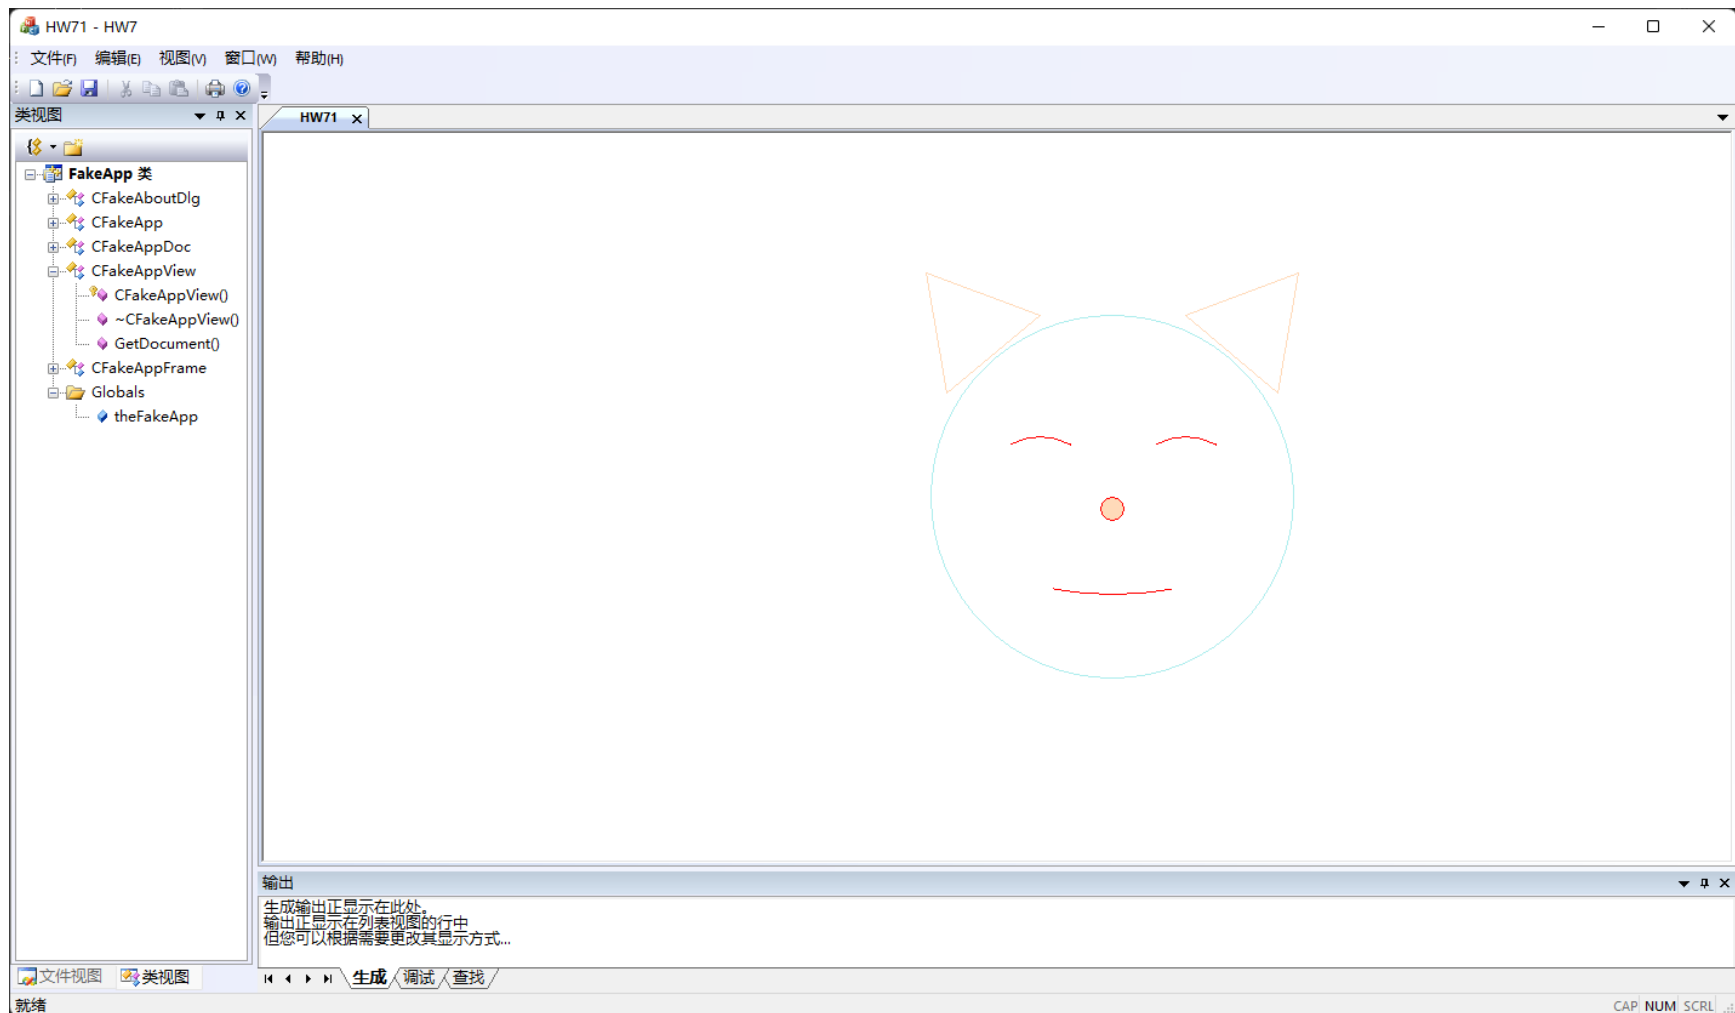 HW71 - HW7
文件(F) 编辑(E) 视图(V) 窗口(W) 帮助(H)
类视图
HW71
FakeApp 类
CFakeAboutDlg
CFakeApp
CFakeAppDoc
CFakeAppView
CFakeAppView()
~CFakeAppView()
GetDocument()
CFakeAppFrame
Globals
theFakeApp
文件视图 类视图
输出
生成输出正显示在此处。
输出正显示在列表视图的行中
但您可以根据需要更改其显示方式...
生成 调试 查找
就绪
CAP NUM SCRL